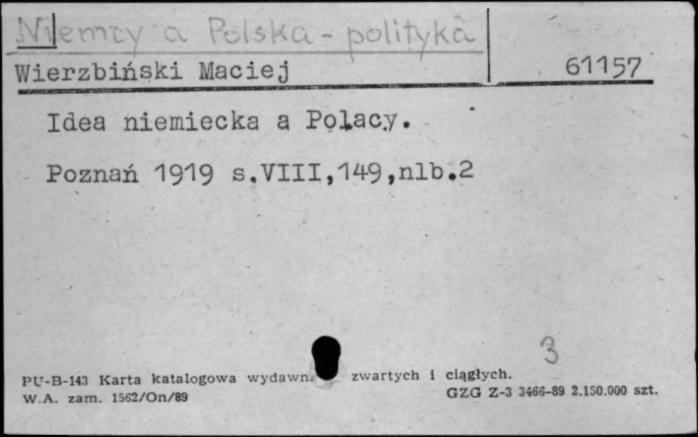 Niemcy a Polska - polityka
Wierzbiński Maciej 61157
Idea niemiecka a Polacy.
Poznań 1919 s.VIII,149,nlb.2
3
PU-B-143 Karta katalogowa wydawn. zwartych i ciągłych.
W.A. zam. 1562/On/89 GZG Z-3 3466-89 2.150.000 szt.